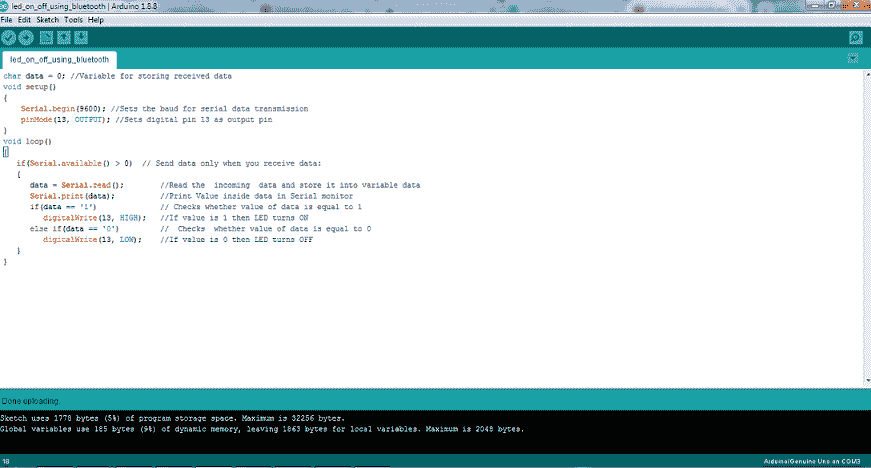 led_on_off_using_bluetooth | Arduino 1.8.8
File Edit Sketch Tools Help
led_on_off_using_bluetooth
char data = 0; //Variable for storing received data
void setup()
{
Serial.begin(9600); //Sets the baud for serial data transmission
pinMode(13, OUTPUT); //Sets digital pin 13 as output pin
}
void loop()
{
if(Serial.available() > 0) // Send data only when you receive data:
{
data = Serial.read(); //Read the incoming data and store it into variable data
Serial.print(data); //Print Value inside data in Serial monitor
if(data == '1') // Checks whether value of data is equal to 1
digitalWrite(13, HIGH); //If value is 1 then LED turns ON
else if(data == '0') // Checks whether value of data is equal to 0
digitalWrite(13, LOW); //If value is 0 then LED turns OFF
}
}
Done uploading.
Sketch uses 1778 bytes (5%) of program storage space. Maximum is 32256 bytes.
Global variables use 185 bytes (9%) of dynamic memory, leaving 1863 bytes for local variables. Maximum is 2048 bytes.
18
Arduino/Genuino Uno on COM3